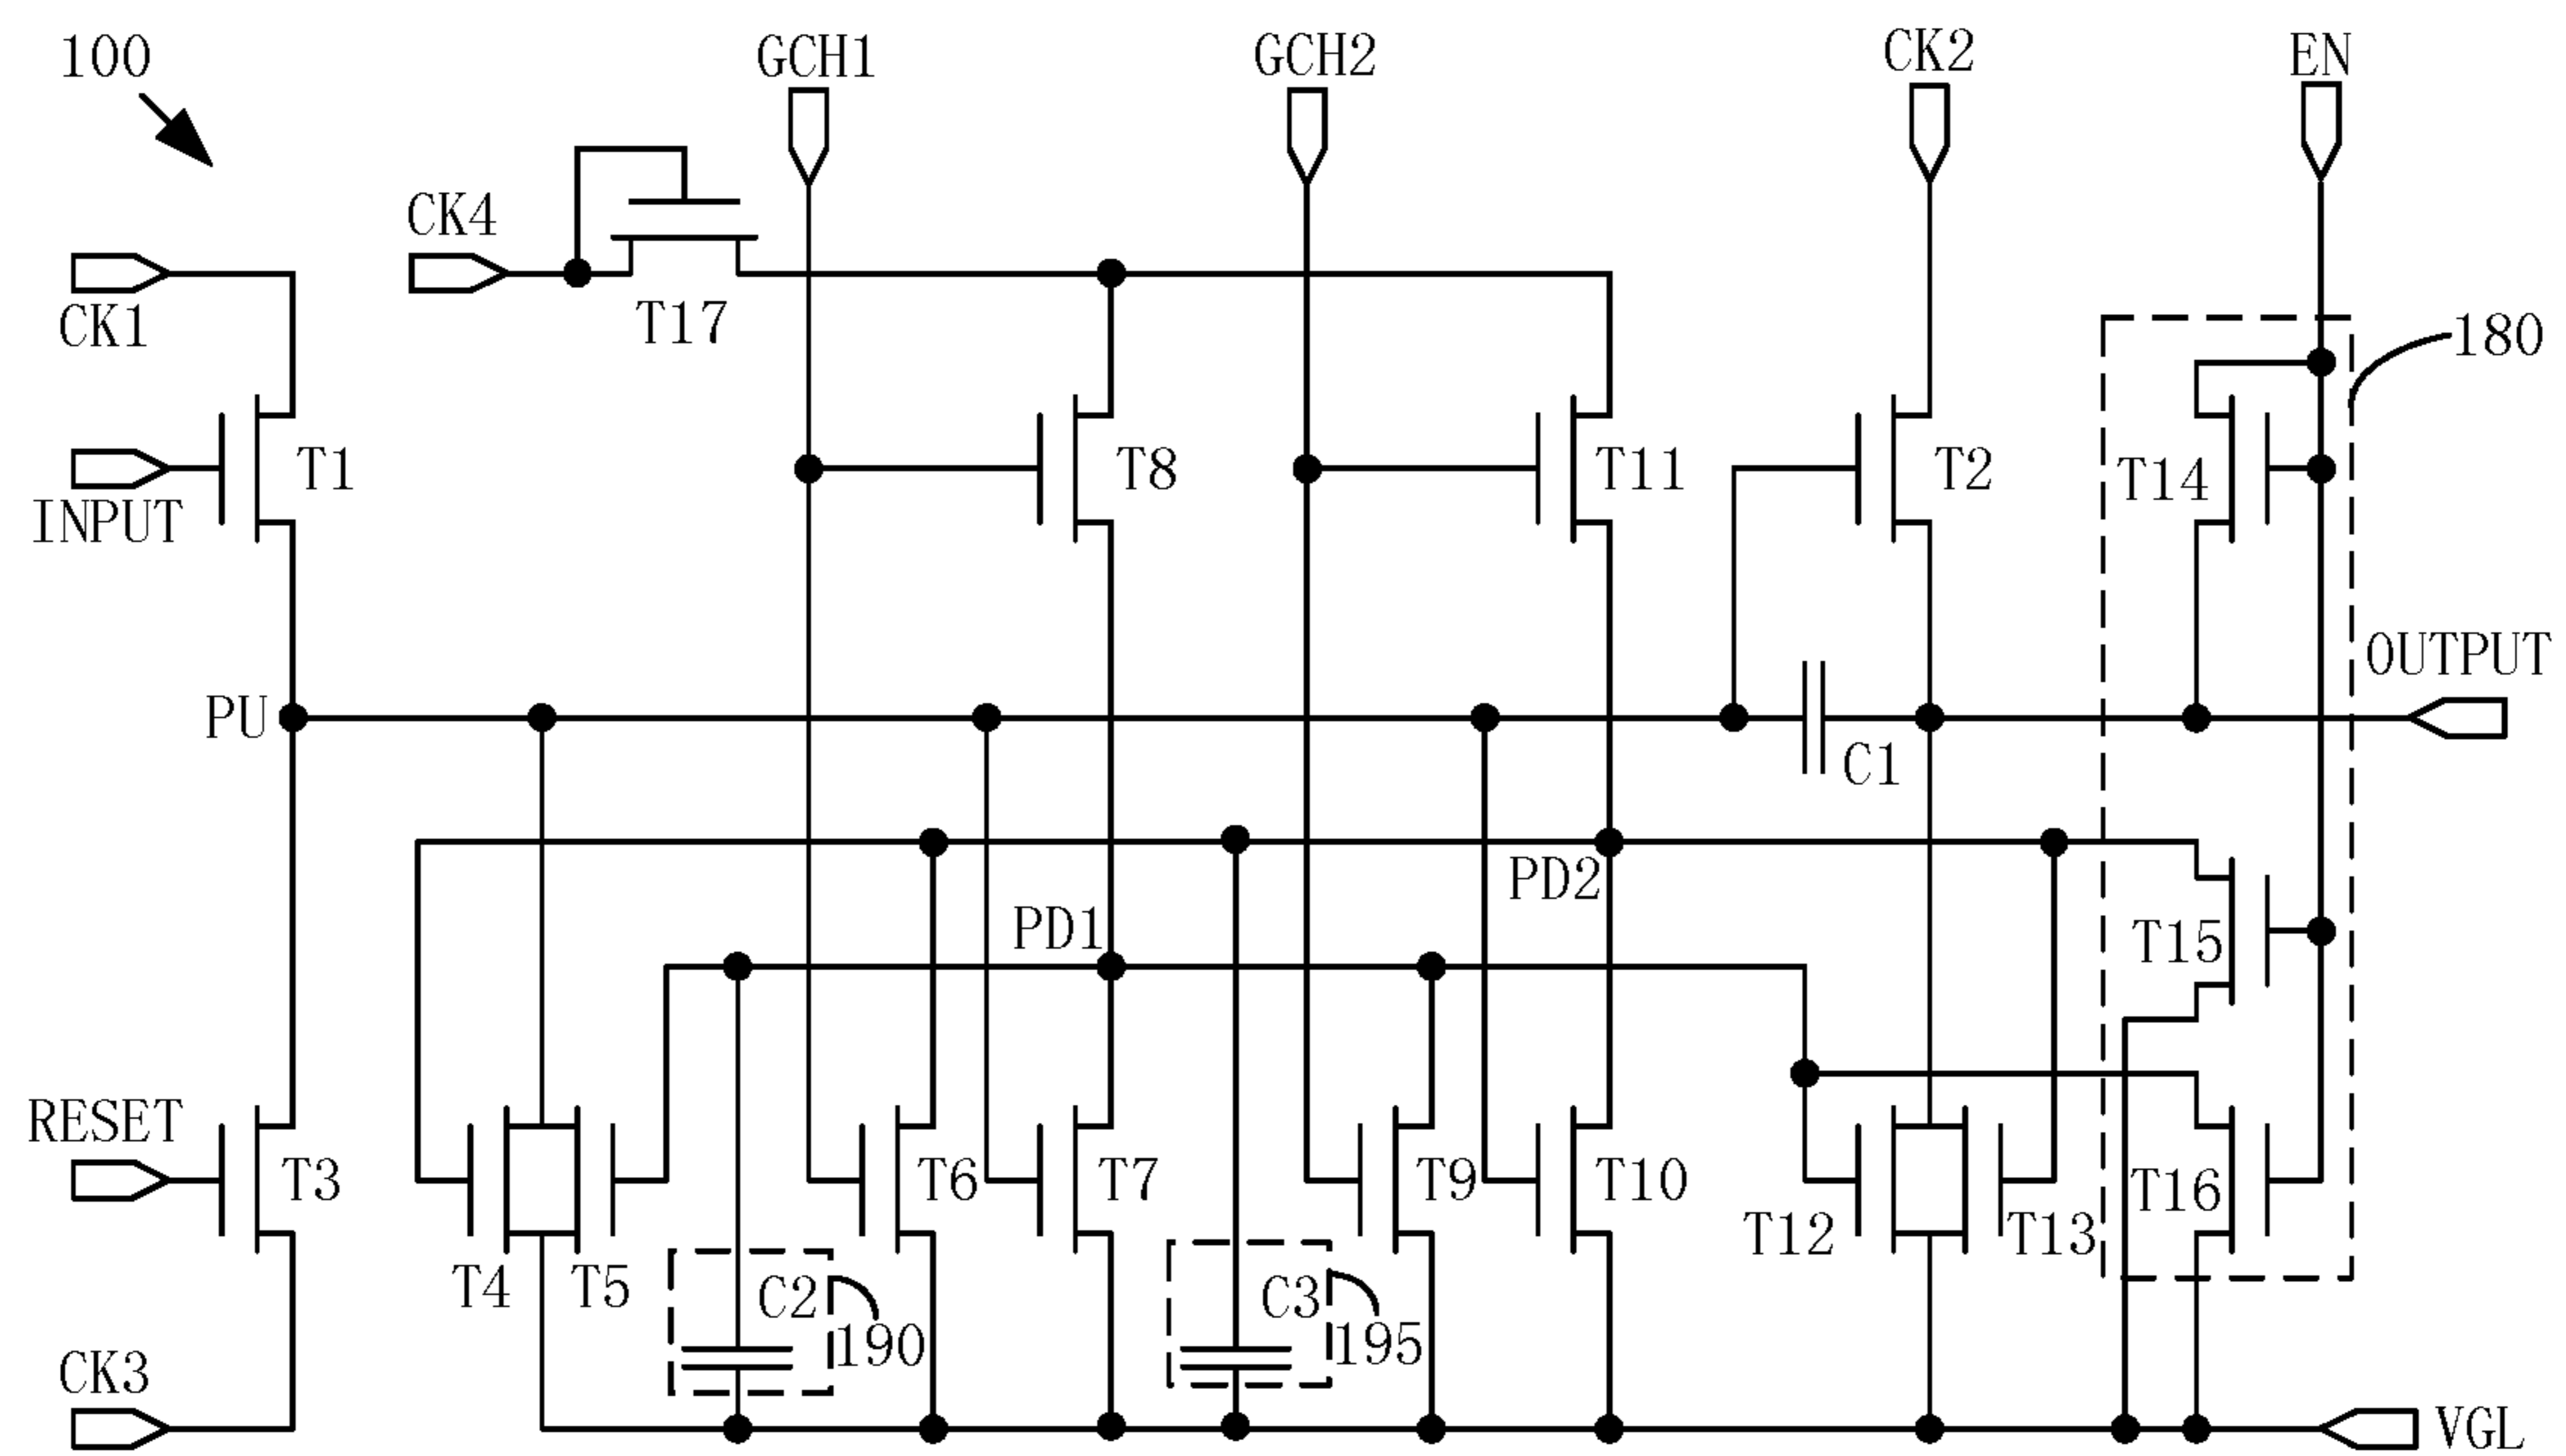 100
GCH1
GCH2
CK2
EN
CK4
CK1
T17
180
INPUT
T1
T8
T11
T2
T14
OUTPUT
PU
C1
PD2
PD1
T15
RESET
T3
T4
T5
T6
T7
T9
T10
T12
T13
T16
C2
190
C3
195
CK3
VGL